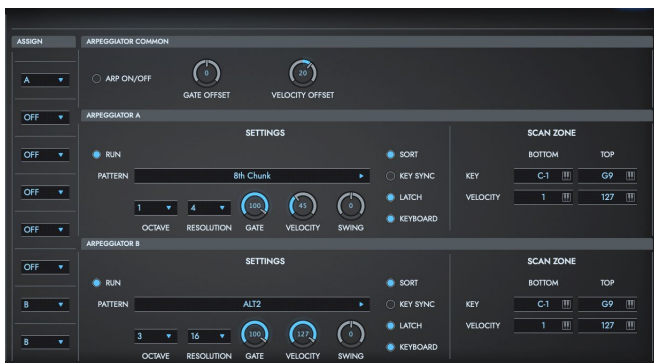 ASSIGN ARPEGGIATOR COMMON
A ARP ON/OFF 0 20
GATE OFFSET VELOCITY OFFSET
OFF ARPEGGIATOR A
SETTINGS SCAN ZONE
OFF RUN SORT BOTTOM TOP
PATTERN 8th Chunk KEY SYNC KEY C-1 G9
OFF LATCH VELOCITY 1 127
1 4 100 45 0
OFF OCTAVE RESOLUTION GATE VELOCITY SWING KEYBOARD
ARPEGGIATOR B
OFF SETTINGS SCAN ZONE
RUN SORT BOTTOM TOP
B PATTERN ALT2 KEY SYNC KEY C-1 G9
LATCH VELOCITY 1 127
B 3 16 100 127 0 KEYBOARD
OCTAVE RESOLUTION GATE VELOCITY SWING